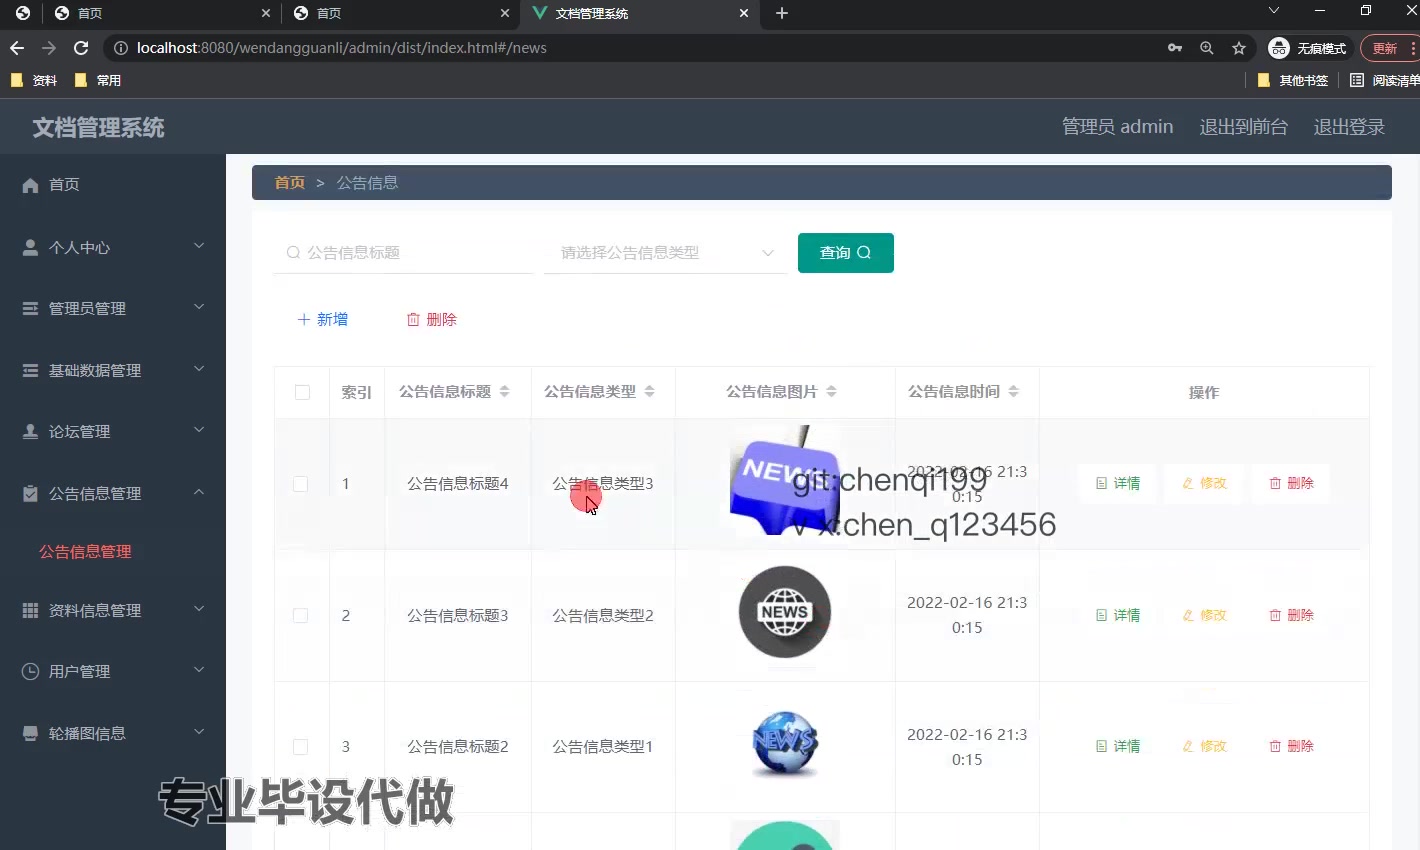 首页
首页
文档管理系统
localhost:8080/wendangguanli/admin/dist/index.html#/news
无痕模式
更新
资料
常用
其他书签
阅读清单
文档管理系统
管理员 admin
退出到前台
退出登录
首页
个人中心
管理员管理
基础数据管理
论坛管理
公告信息管理
公告信息管理
资料信息管理
用户管理
轮播图信息
首页 > 公告信息
公告信息标题
请选择公告信息类型
查询
新增
删除
索引 公告信息标题 公告信息类型 公告信息图片 公告信息时间 操作
1 公告信息标题4 公告信息类型3 NEWS 2022-02-16 21:3
0:15
详情 修改 删除
git:chenqi199
v x:chen_q123456
2 公告信息标题3 公告信息类型2 NEWS 2022-02-16 21:3
0:15
详情 修改 删除
3 公告信息标题2 公告信息类型1 NEWS 2022-02-16 21:3
0:15
详情 修改 删除
专业毕设代做